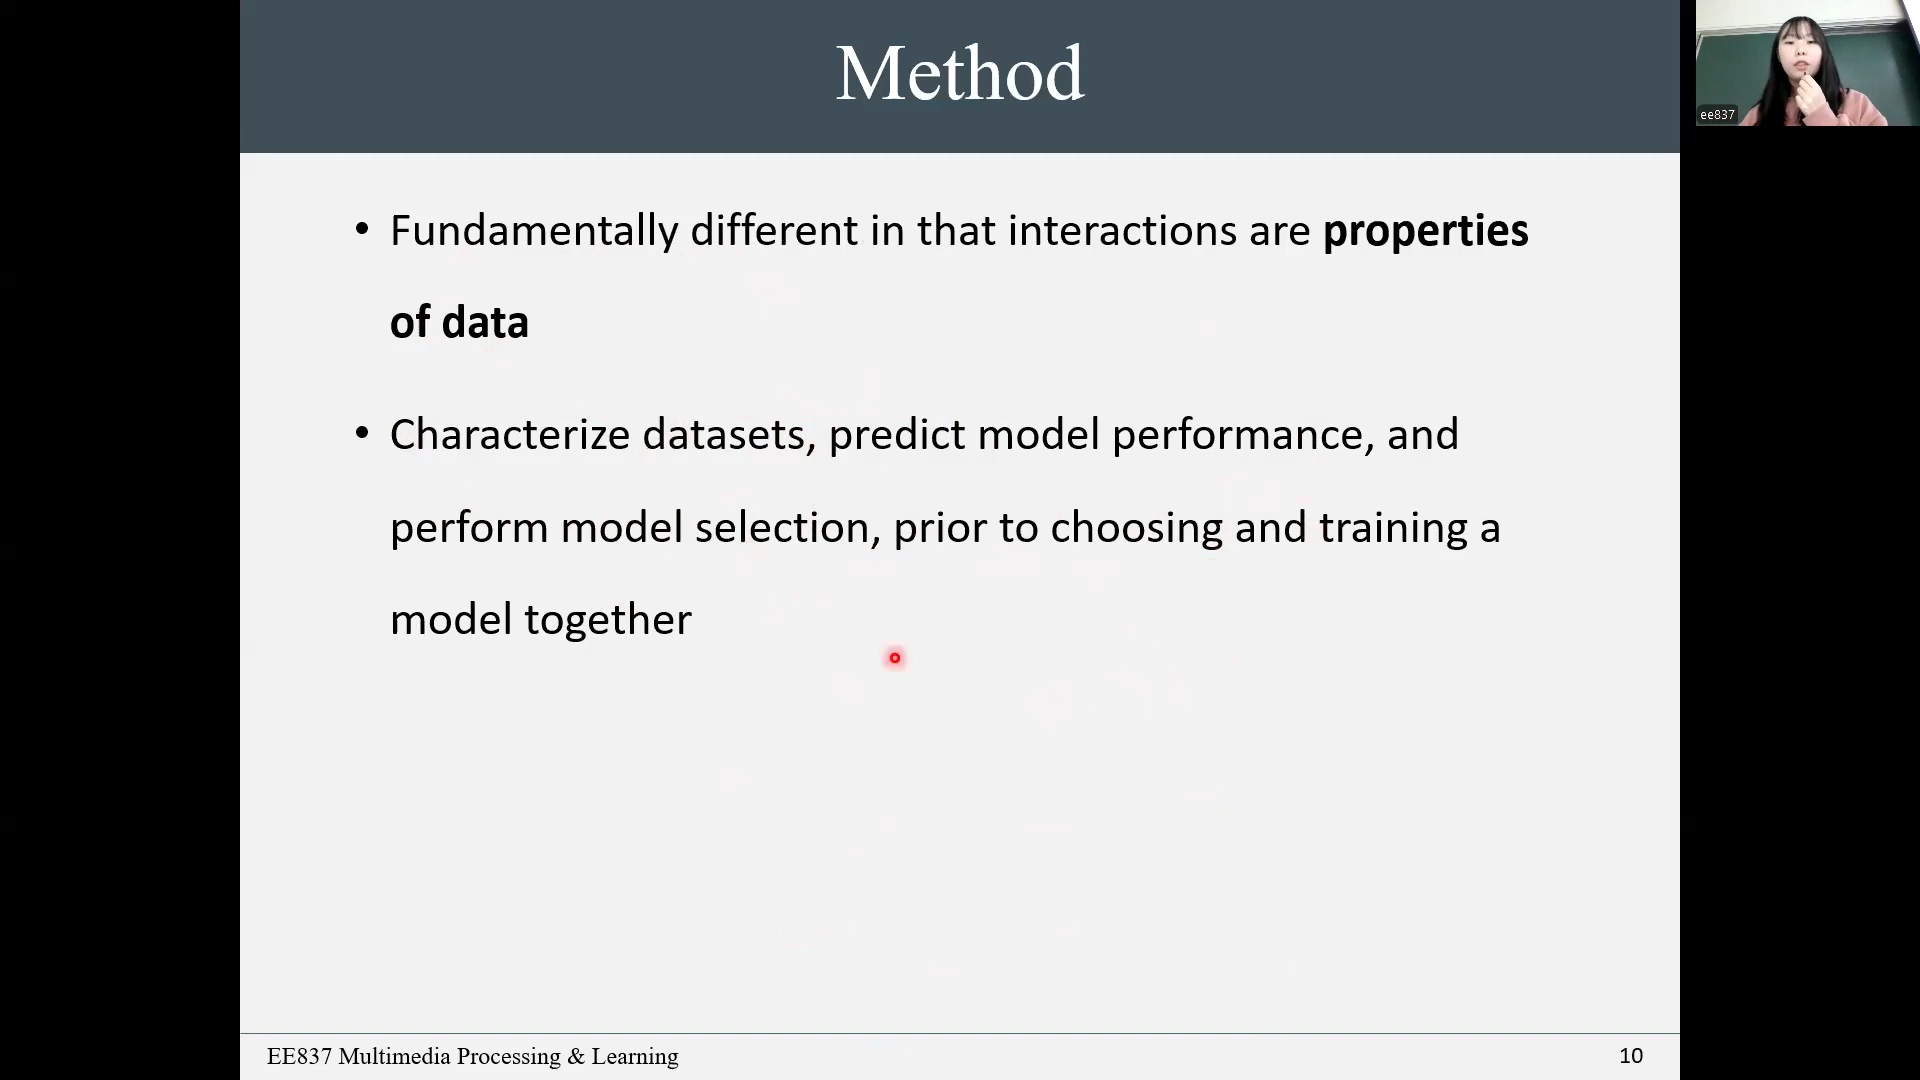 Method
ee837
• Fundamentally different in that interactions are properties
of data
• Characterize datasets, predict model performance, and
perform model selection, prior to choosing and training a
model together
EE837 Multimedia Processing & Learning
10